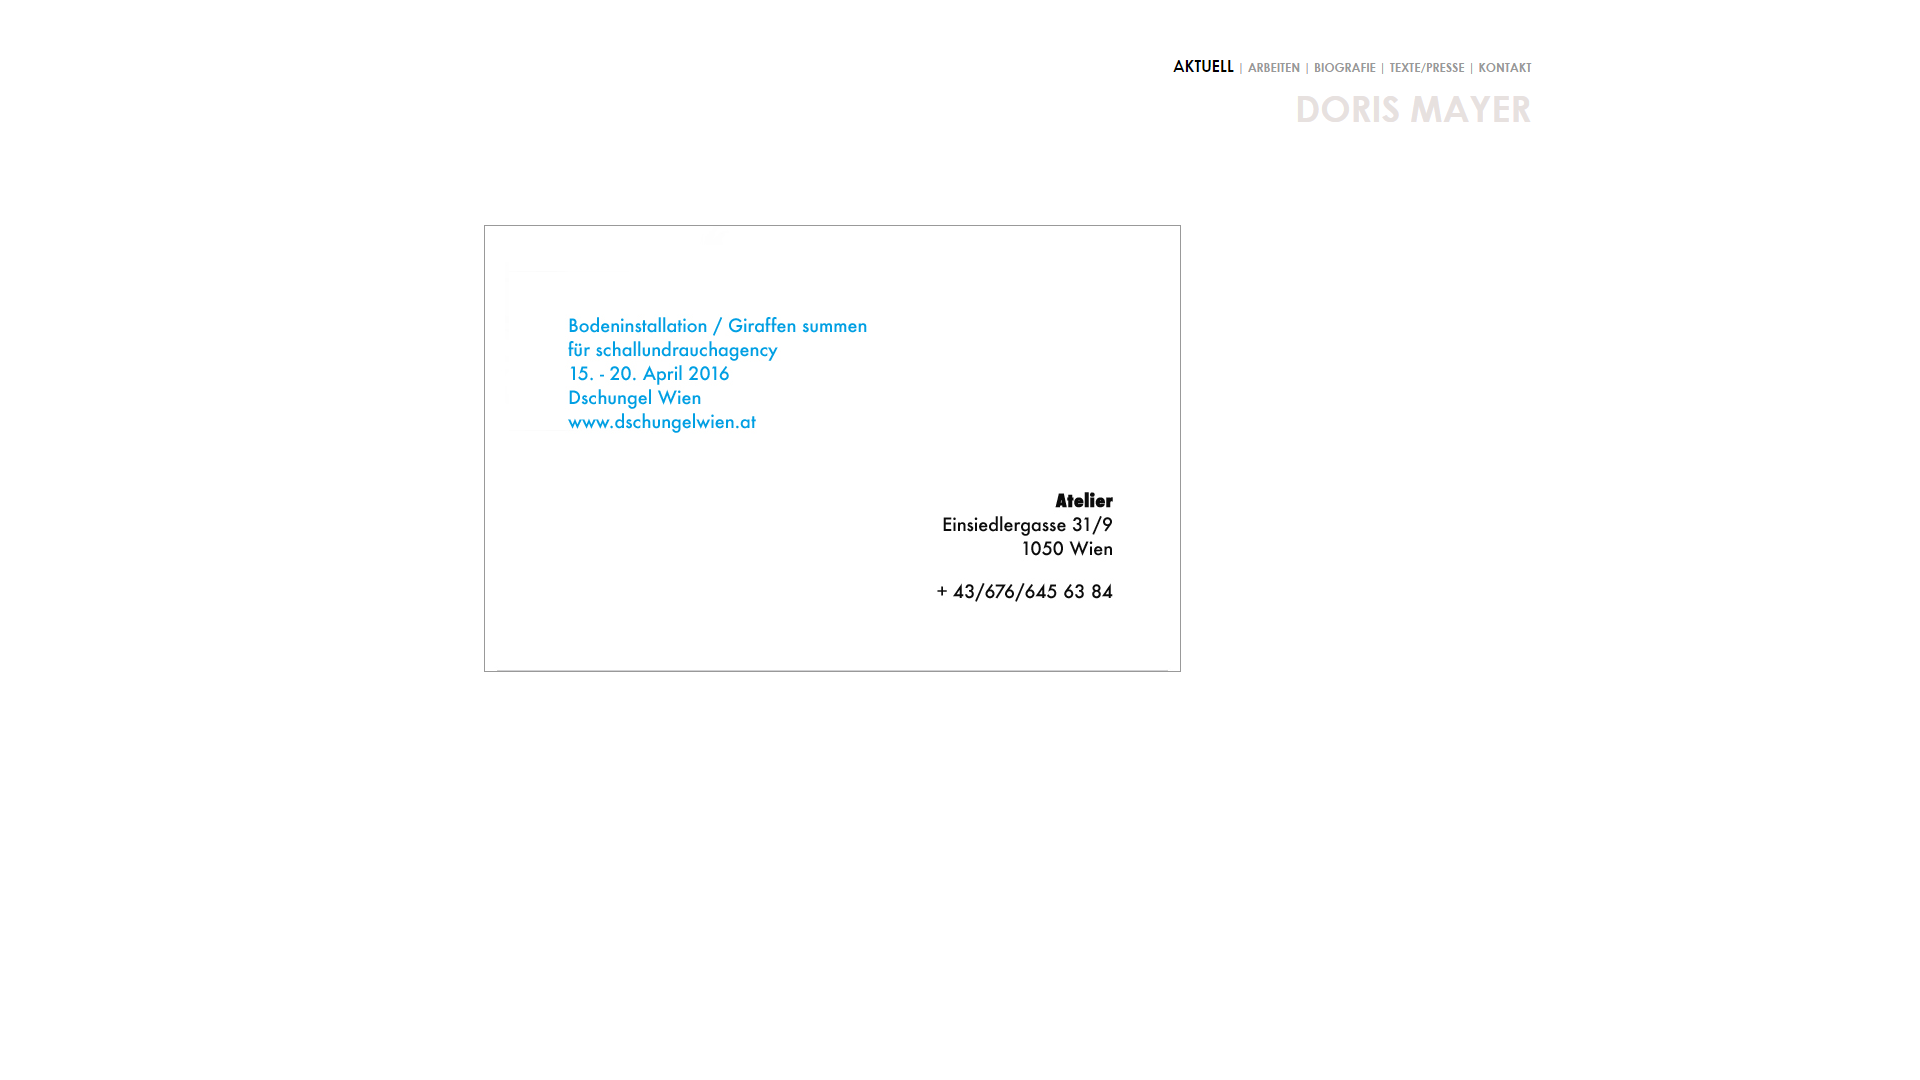 AKTUELL | ARBEITEN | BIOGRAFIE | TEXTE/PRESSE | KONTAKT
DORIS MAYER
Bodeninstallation / Giraffen summen
für schallundrauchagency
15. - 20. April 2016
Dschungel Wien
www.dschungelwien.at
Atelier
Einsiedlergasse 31/9
1050 Wien
+ 43/676/645 63 84